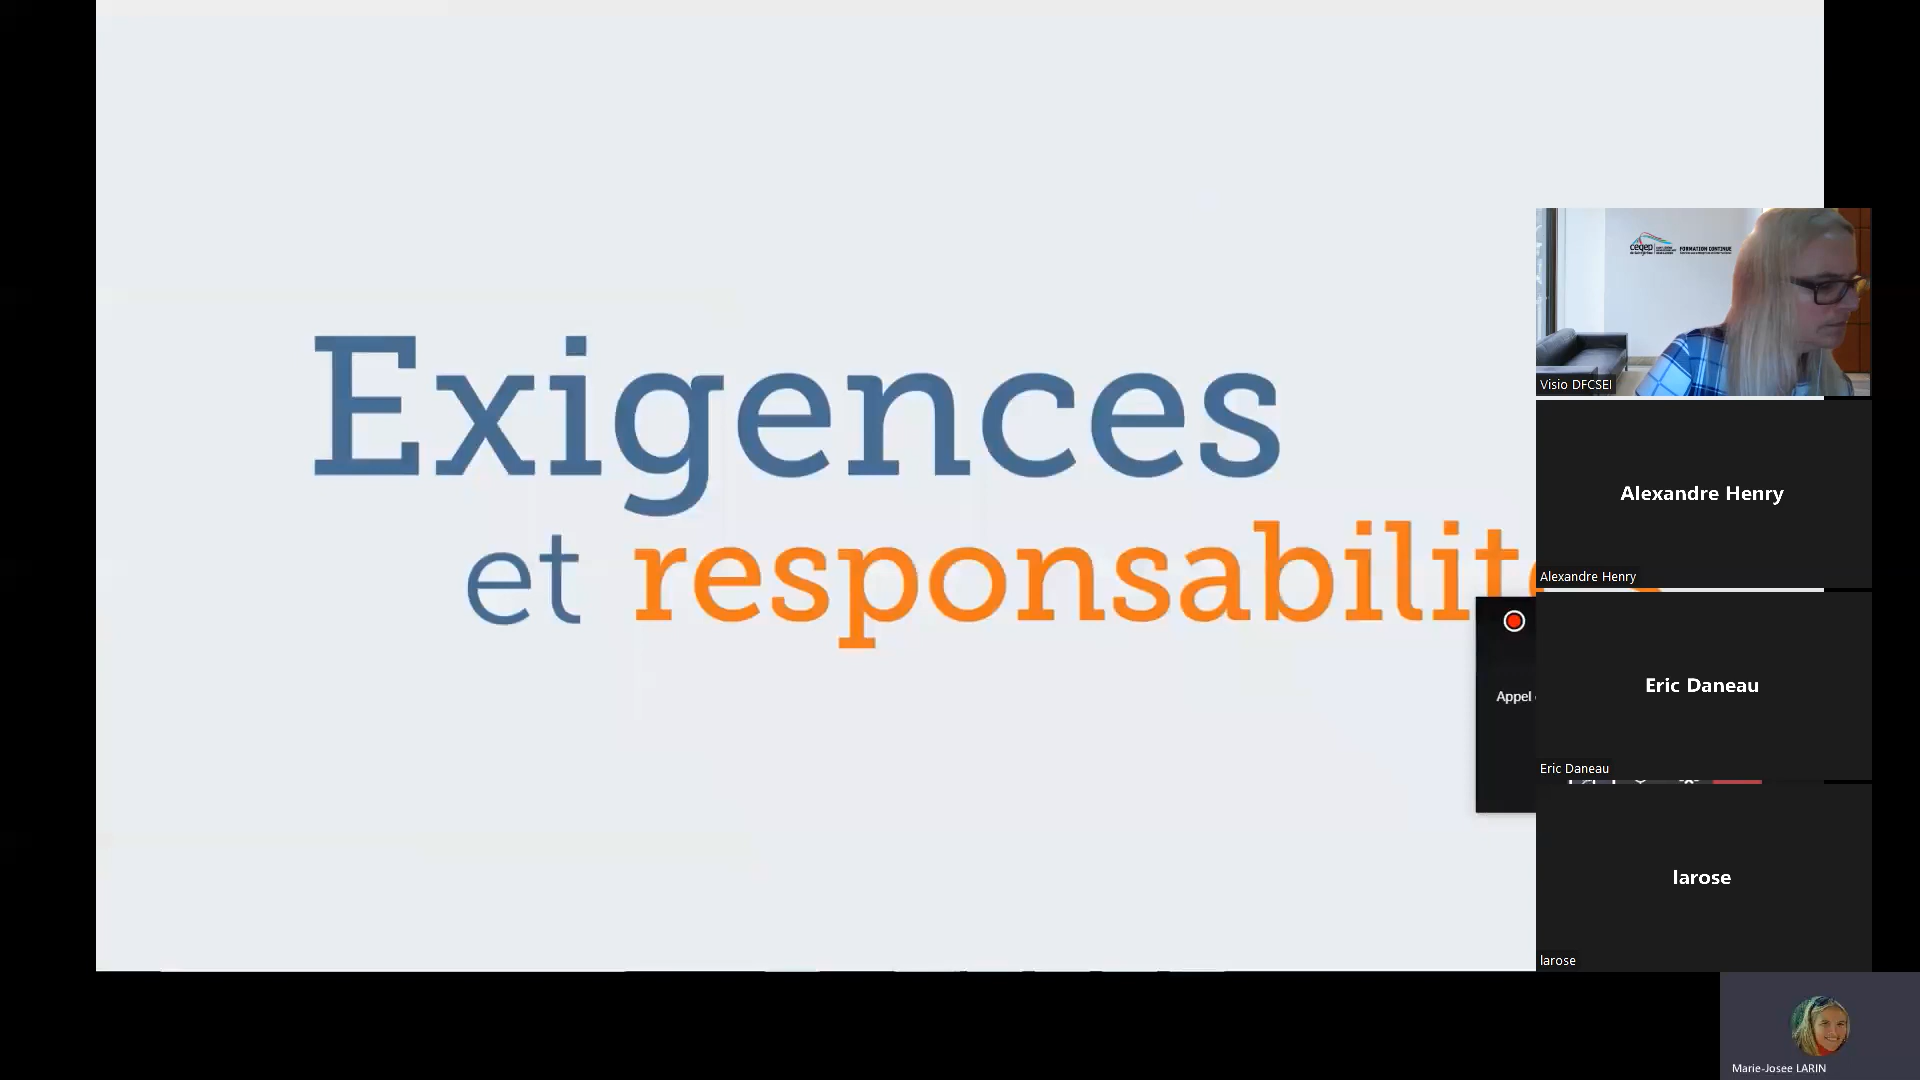 Exigences
et responsabilit
cegep
FORMATION CONTINUE
Visio DFCSEI
Alexandre Henry
Alexandre Henry
Appel
Eric Daneau
Eric Daneau
larose
larose
Marie-Josee LARIN